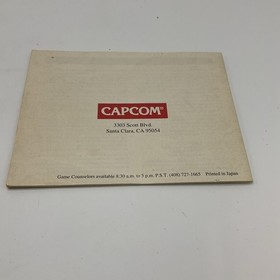 CAPCOM®
3303 Scott Blvd.
Santa Clara, CA 95054
Game Counselors available 8:30 a.m. to 5 p.m. P.S.T. (408) 727-1665 Printed in Japan